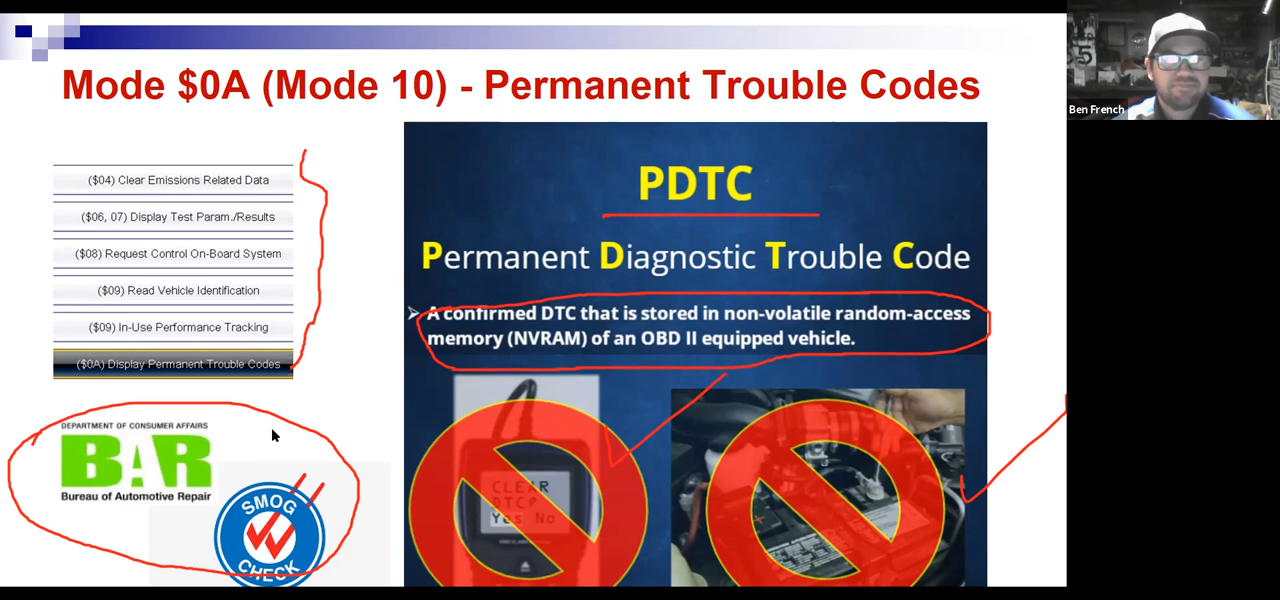 Mode $0A (Mode 10) - Permanent Trouble Codes
($04) Clear Emissions Related Data
($06, 07) Display Test Param./Results
($08) Request Control On-Board System
($09) Read Vehicle Identification
($09) In-Use Performance Tracking
($0A) Display Permanent Trouble Codes
DEPARTMENT OF CONSUMER AFFAIRS
BAR
Bureau of Automotive Repair
SMOG
CHECK
PDTC
Permanent Diagnostic Trouble Code
A confirmed DTC that is stored in non-volatile random-access
memory (NVRAM) of an OBD II equipped vehicle.
CLEAR
DTC?
Yes No
5
Ben French